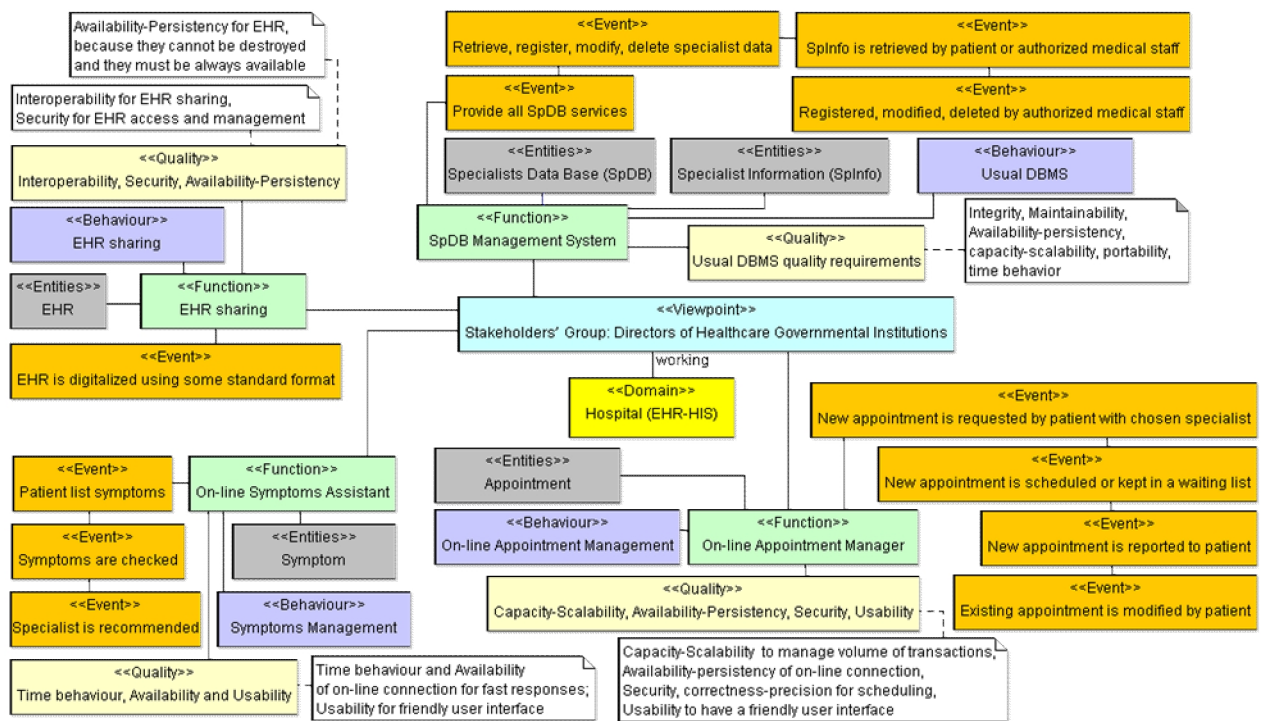 Availability-Persistency for EHR,
because they cannot be destroyed
and they must be always available
Interoperability for EHR sharing,
Security for EHR access and management
<<Quality>>
Interoperability, Security, Availability-Persistency
<<Behaviour>>
EHR sharing
<<Entities>>
EHR
<<Function>>
EHR sharing
<<Event>>
EHR is digitalized using some standard format
<<Event>>
Retrieve, register, modify, delete specialist data
<<Event>>
SpInfo is retrieved by patient or authorized medical staff
<<Event>>
Provide all SpDB services
<<Event>>
Registered, modified, deleted by authorized medical staff
<<Entities>>
Specialists Data Base (SpDB)
<<Entities>>
Specialist Information (SpInfo)
<<Behaviour>>
Usual DBMS
<<Function>>
SpDB Management System
<<Quality>>
Usual DBMS quality requirements
Integrity, Maintainability,
Availability-persistency,
capacity-scalability, portability,
time behavior
<<Viewpoint>>
Stakeholders' Group: Directors of Healthcare Governmental Institutions
working
<<Domain>>
Hospital (EHR-HIS)
<<Event>>
Patient list symptoms
<<Function>>
On-line Symptoms Assistant
<<Event>>
Symptoms are checked
<<Entities>>
Symptom
<<Event>>
Specialist is recommended
<<Behaviour>>
Symptoms Management
<<Quality>>
Time behaviour, Availability and Usability
Time behaviour and Availability
of on-line connection for fast responses;
Usability for friendly user interface
<<Entities>>
Appointment
<<Behaviour>>
On-line Appointment Management
<<Function>>
On-line Appointment Manager
<<Quality>>
Capacity-Scalability, Availability-Persistency, Security, Usability
Capacity-Scalability to manage volume of transactions,
Availability-persistency of on-line connection,
Security, correctness-precision for scheduling,
Usability to have a friendly user interface
<<Event>>
New appointment is requested by patient with chosen specialist
<<Event>>
New appointment is scheduled or kept in a waiting list
<<Event>>
New appointment is reported to patient
<<Event>>
Existing appointment is modified by patient